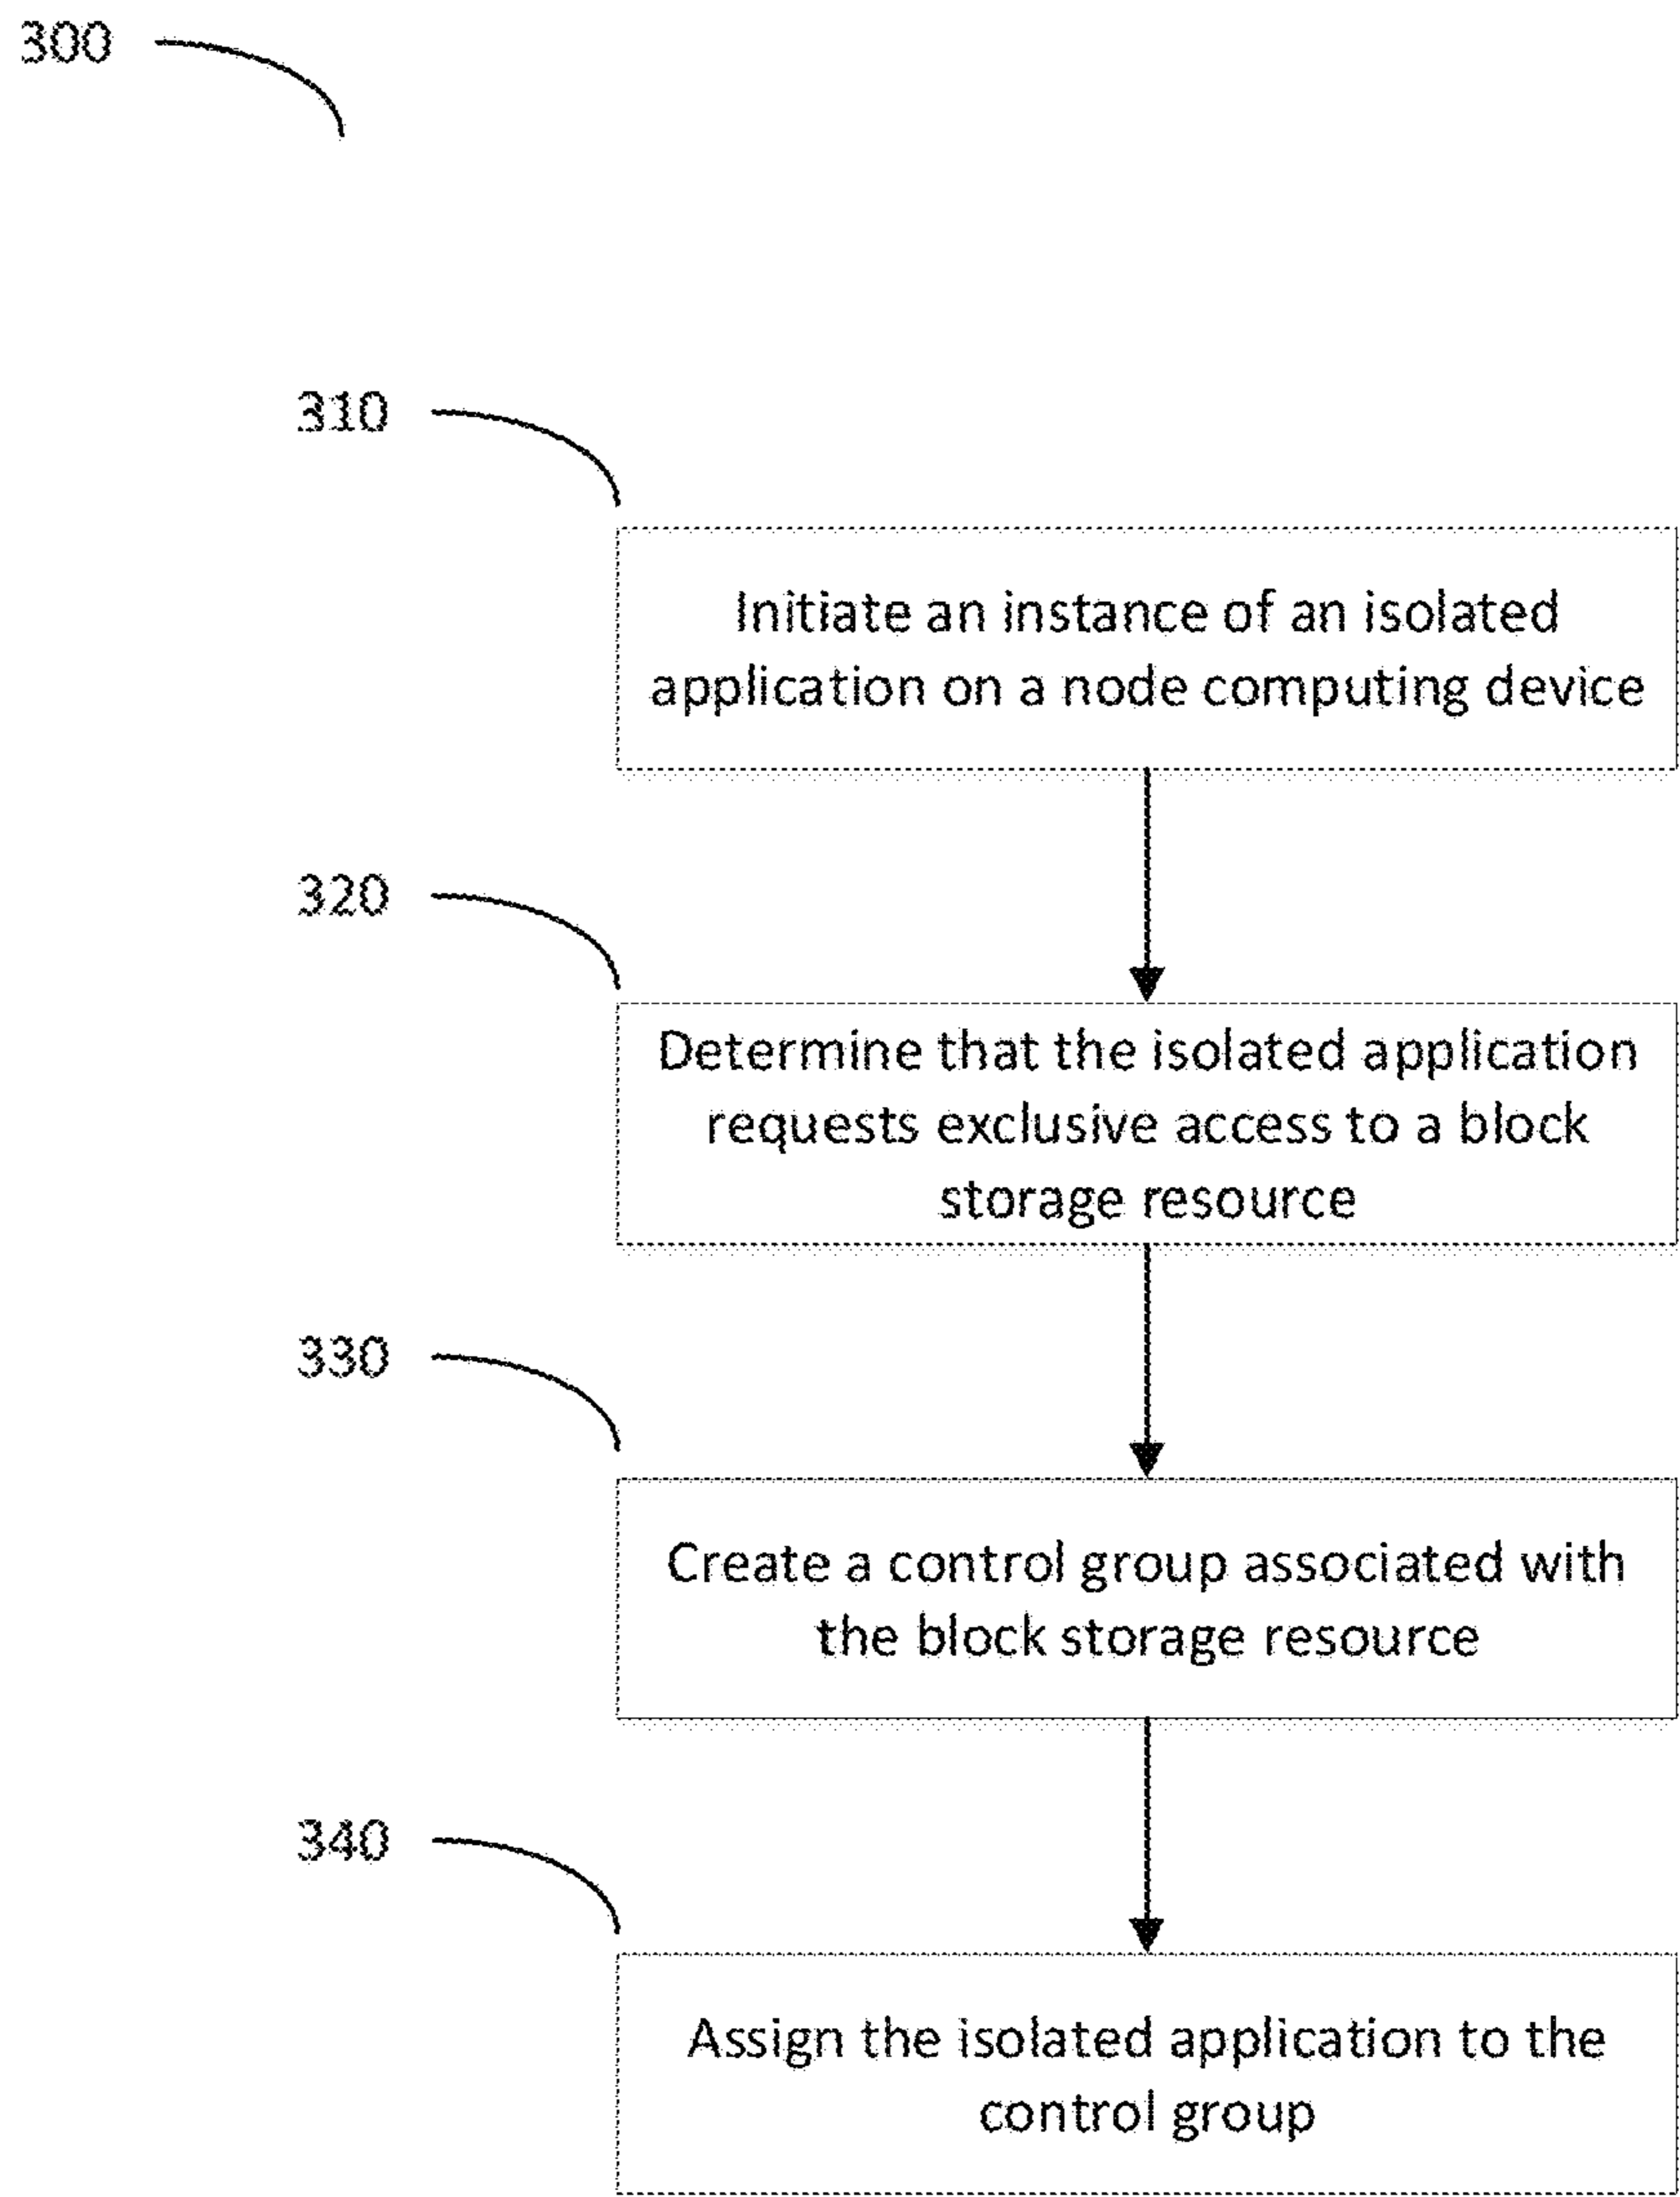 300
310
Initiate an instance of an isolated
application on a node computing device
320
Determine that the isolated application
requests exclusive access to a block
storage resource
330
Create a control group associated with
the block storage resource
340
Assign the isolated application to the
control group